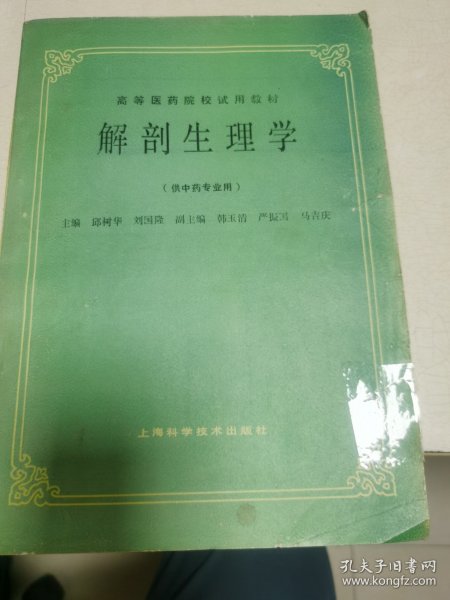 高等医药院校试用教材
解剖生理学
（供中药专业用）
主编 邱树华 刘国隆 副主编 韩玉清 严振国 马吉庆
上海科学技术出版社
孔夫子旧书网
www.kongfz.com